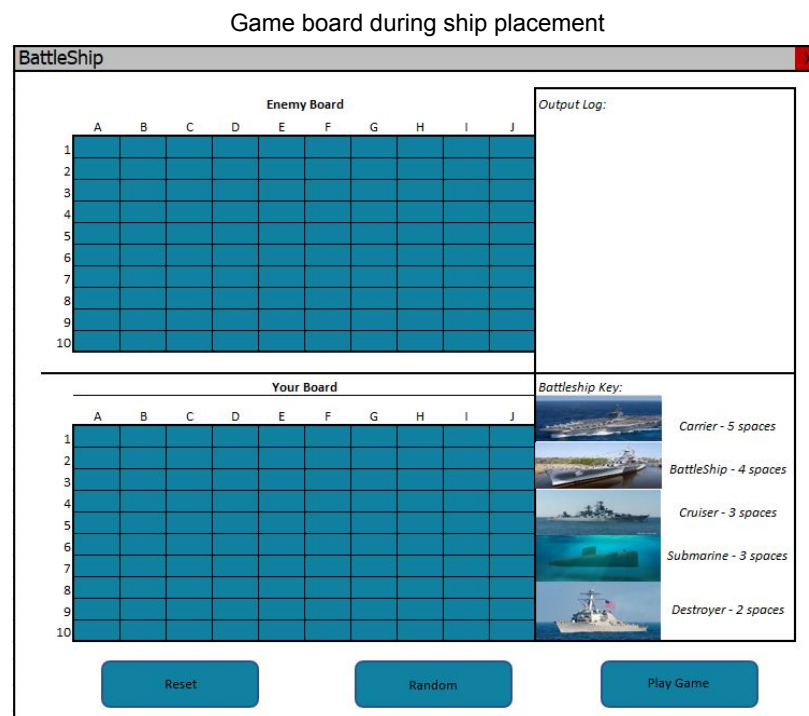 Game board during ship placement
BattleShip
X
Enemy Board
Output Log:
A B C D E F G H I J
1
2
3
4
5
6
7
8
9
10
Your Board
Battleship Key:
A B C D E F G H I J
1
2
3
4
5
6
7
8
9
10
Carrier - 5 spaces
BattleShip - 4 spaces
Cruiser - 3 spaces
Submarine - 3 spaces
Destroyer - 2 spaces
Reset
Random
Play Game